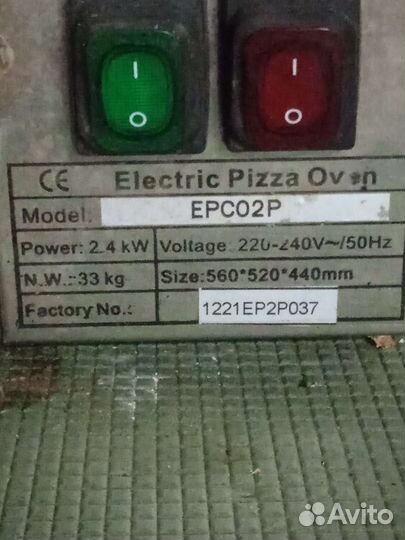 I I
O O
CE Electric Pizza Oven
Model: EPC02P
Power: 2.4 kW Voltage: 220-240V~/50Hz
N.W.: 33 kg Size:560*520*440mm
Factory No.: 1221EP2P037
Avito